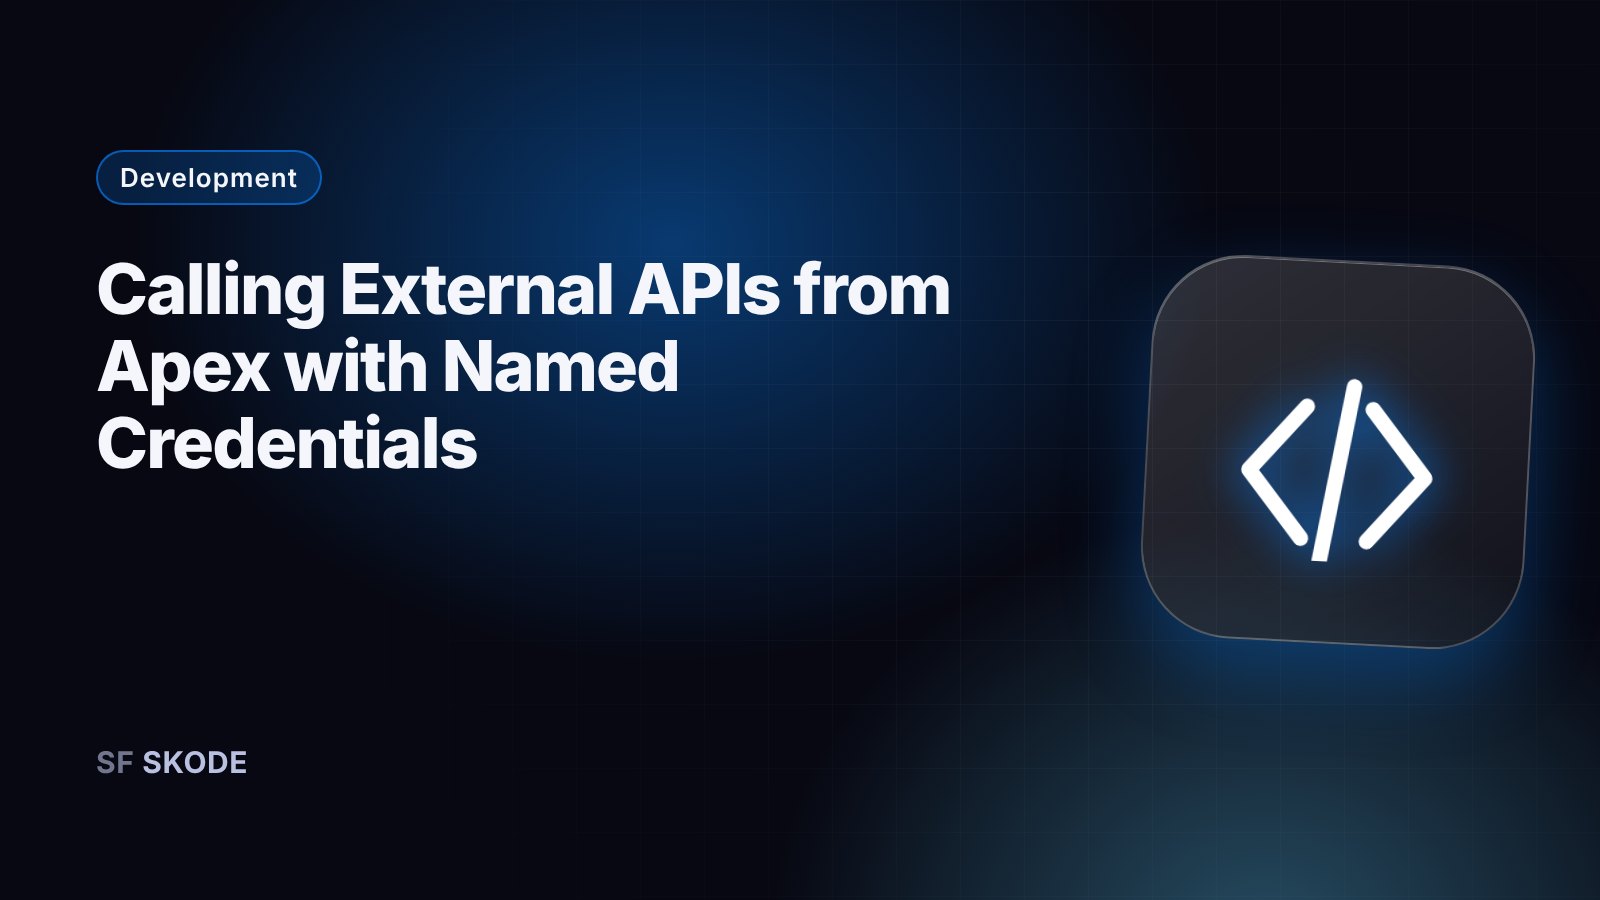 Development
Calling External APIs from
Apex with Named
Credentials
</>
SF SKODE